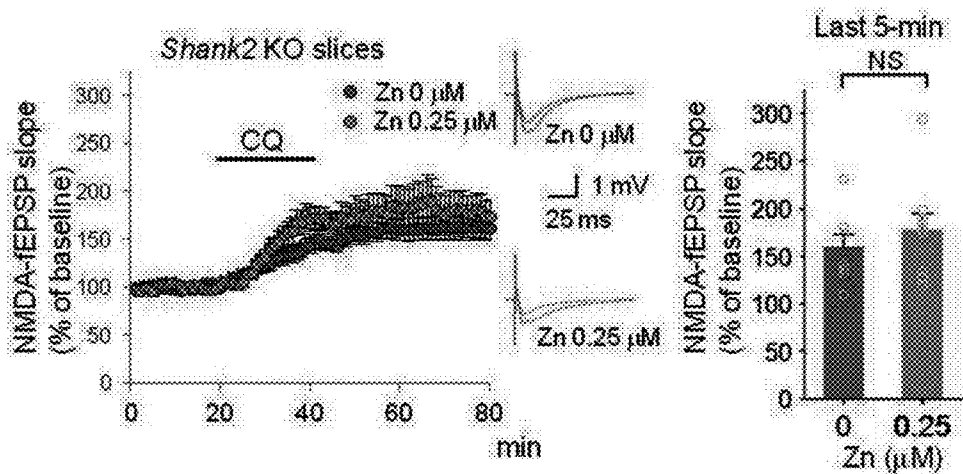 Shank2 KO slices
Zn 0 µM
Zn 0.25 µM
CQ
NMDA-fEPSP slope
(% of baseline)
300
250
200
150
100
50
0
0 20 40 60 80
min
Zn 0 µM
1 mV
25 ms
Zn 0.25 µM
Last 5-min
NS
NMDA-fEPSP slope
(% of baseline)
300
250
200
150
100
50
0
0 0.25
Zn (µM)